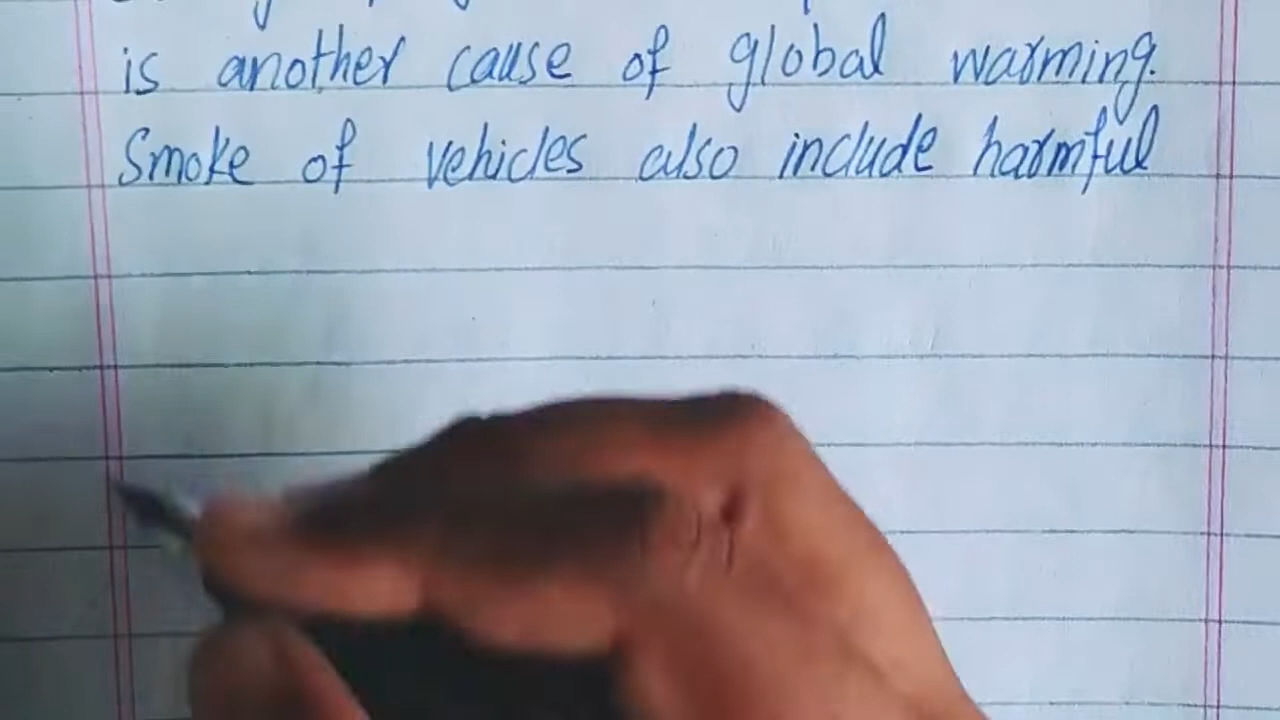 is another cause of global warming.
Smoke of vehicles also include harmful